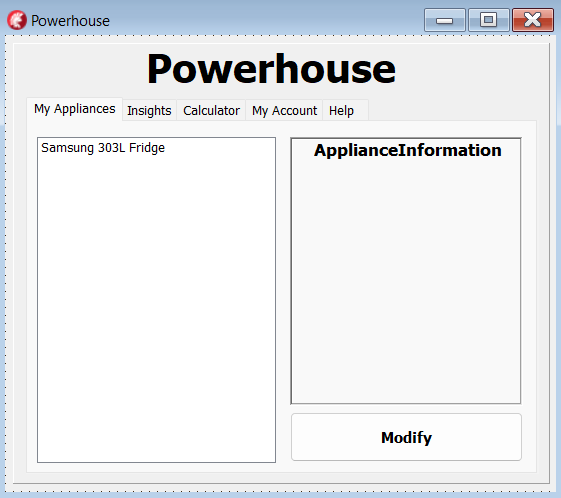 Powerhouse
Powerhouse
My Appliances Insights Calculator My Account Help
Samsung 303L Fridge
ApplianceInformation
Modify